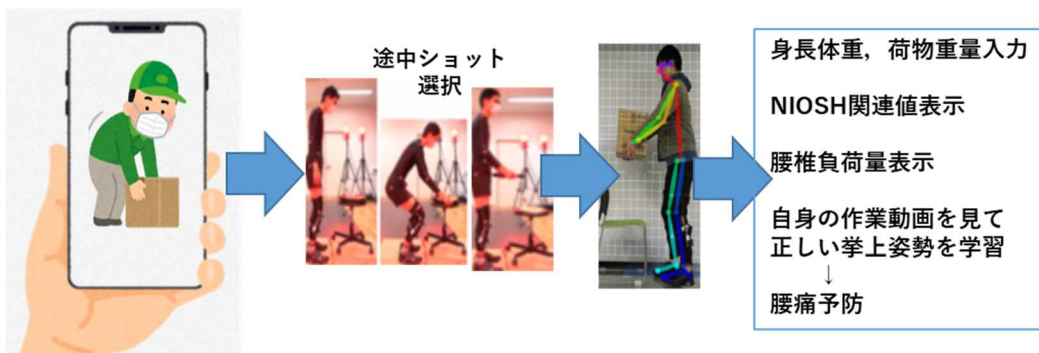 途中ショット
選択
身長体重，荷物重量入力
NIOSH関連値表示
腰椎負荷量表示
自身の作業動画を見て
正しい挙上姿勢を学習
↓
腰痛予防